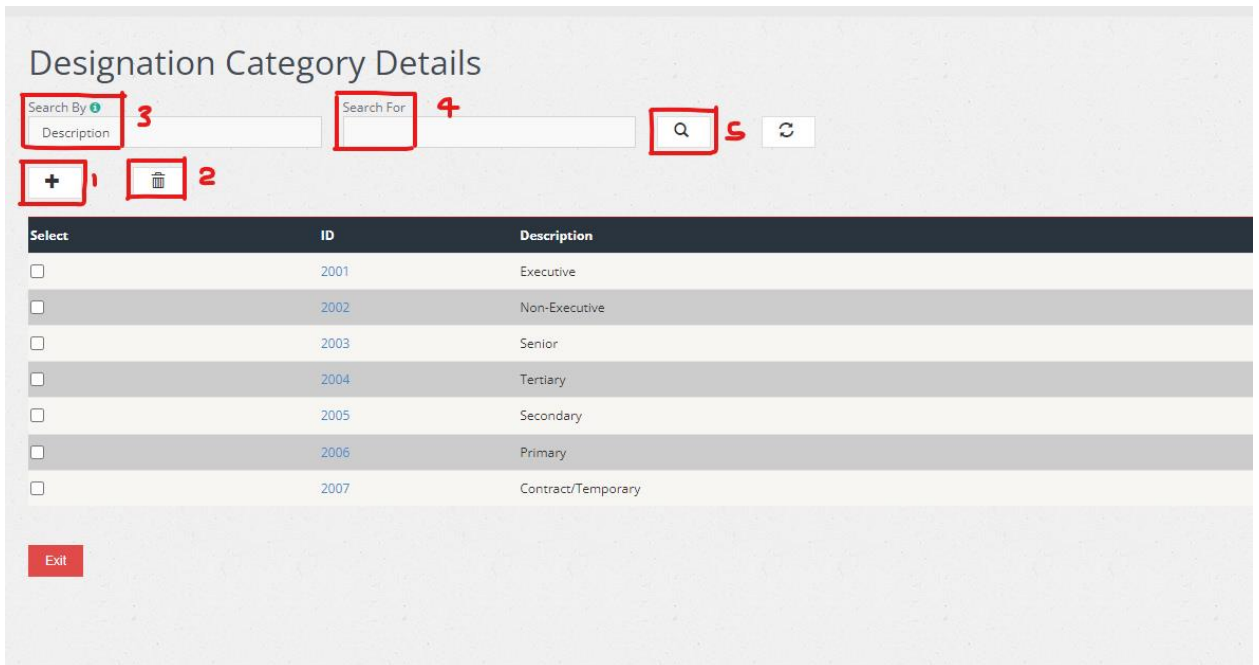 Designation Category Details
Search By
3
Search For
4
Description
5
1
2
Select ID Description
2001 Executive
2002 Non-Executive
2003 Senior
2004 Tertiary
2005 Secondary
2006 Primary
2007 Contract/Temporary
Exit